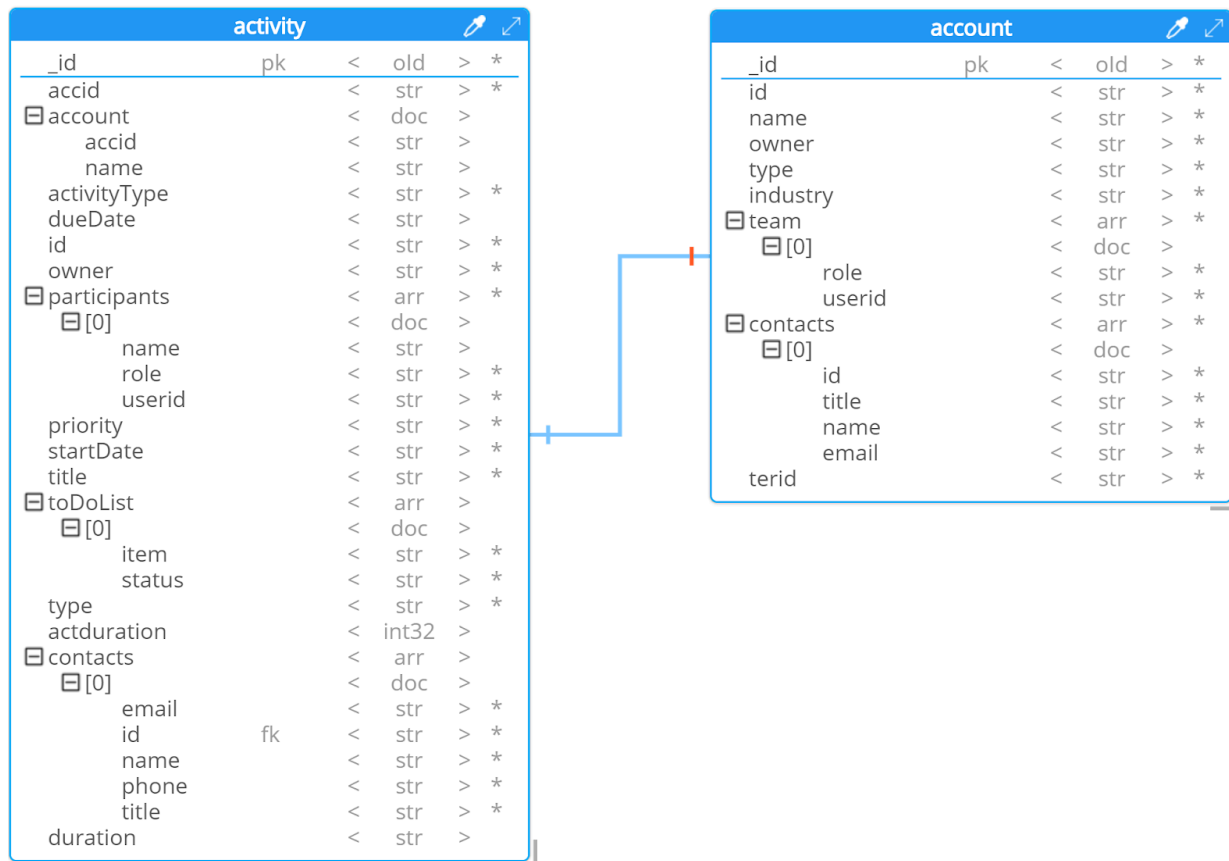 activity
_id pk < old > *
accid < str > *
account < doc >
accid < str >
name < str >
activityType < str > *
dueDate < str >
id < str > *
owner < str > *
participants < arr > *
[0] < doc >
name < str >
role < str > *
userid < str > *
priority < str > *
startDate < str > *
title < str > *
toDoList < arr >
[0] < doc >
item < str > *
status < str > *
type < str > *
actduration < int32 >
contacts < arr >
[0] < doc >
email < str > *
id fk < str > *
name < str > *
phone < str > *
title < str > *
duration < str >
account
_id pk < old > *
id < str > *
name < str > *
owner < str > *
type < str > *
industry < str > *
team < arr > *
[0] < doc >
role < str > *
userid < str > *
contacts < arr > *
[0] < doc >
id < str > *
title < str > *
name < str > *
email < str > *
terid < str > *